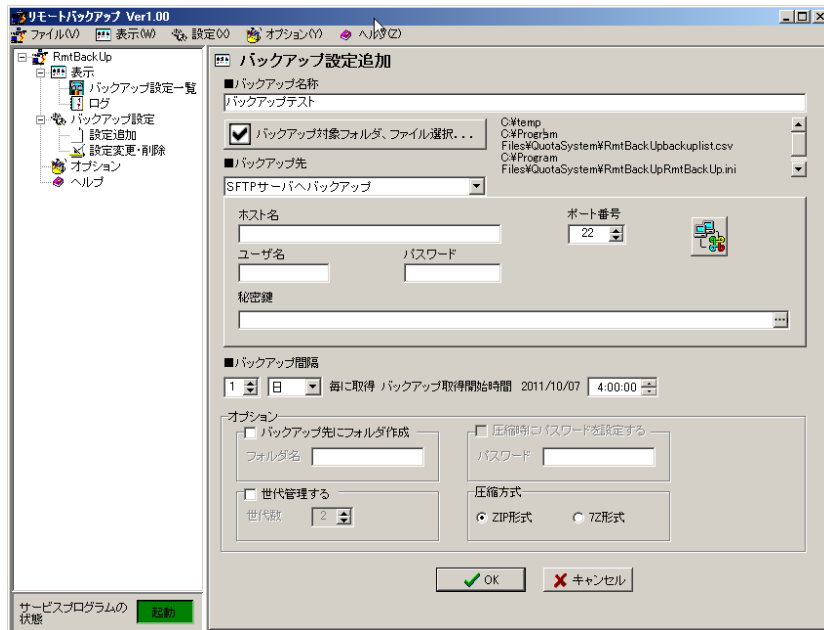 リモートバックアップ Ver1.00
ファイル(V) 表示(W) 設定(X) オプション(Y) ヘルプ(Z)
RmtBackUp
表示
バックアップ設定一覧
ログ
バックアップ設定
設定追加
設定変更・削除
オプション
ヘルプ
サービスプログラムの
状態
起動
バックアップ設定追加
■バックアップ名称
バックアップテスト
バックアップ対象フォルダ、ファイル選択...
C:¥temp
C:¥Program
Files¥QuotaSystem¥RmtBackUpbackuplist.csv
C:¥Program
Files¥QuotaSystem¥RmtBackUpRmtBackUp.ini
■バックアップ先
SFTPサーバへバックアップ
ホスト名
ポート番号
22
ユーザ名 パスワード
秘密鍵
...
■バックアップ間隔
1 日 毎に取得 バックアップ取得開始時間 2011/10/07 4:00:00
オプション
バックアップ先にフォルダ作成
フォルダ名
圧縮時にパスワードを設定する
パスワード
世代管理する
世代数 2
圧縮方式
ZIP形式 7Z形式
OK キャンセル